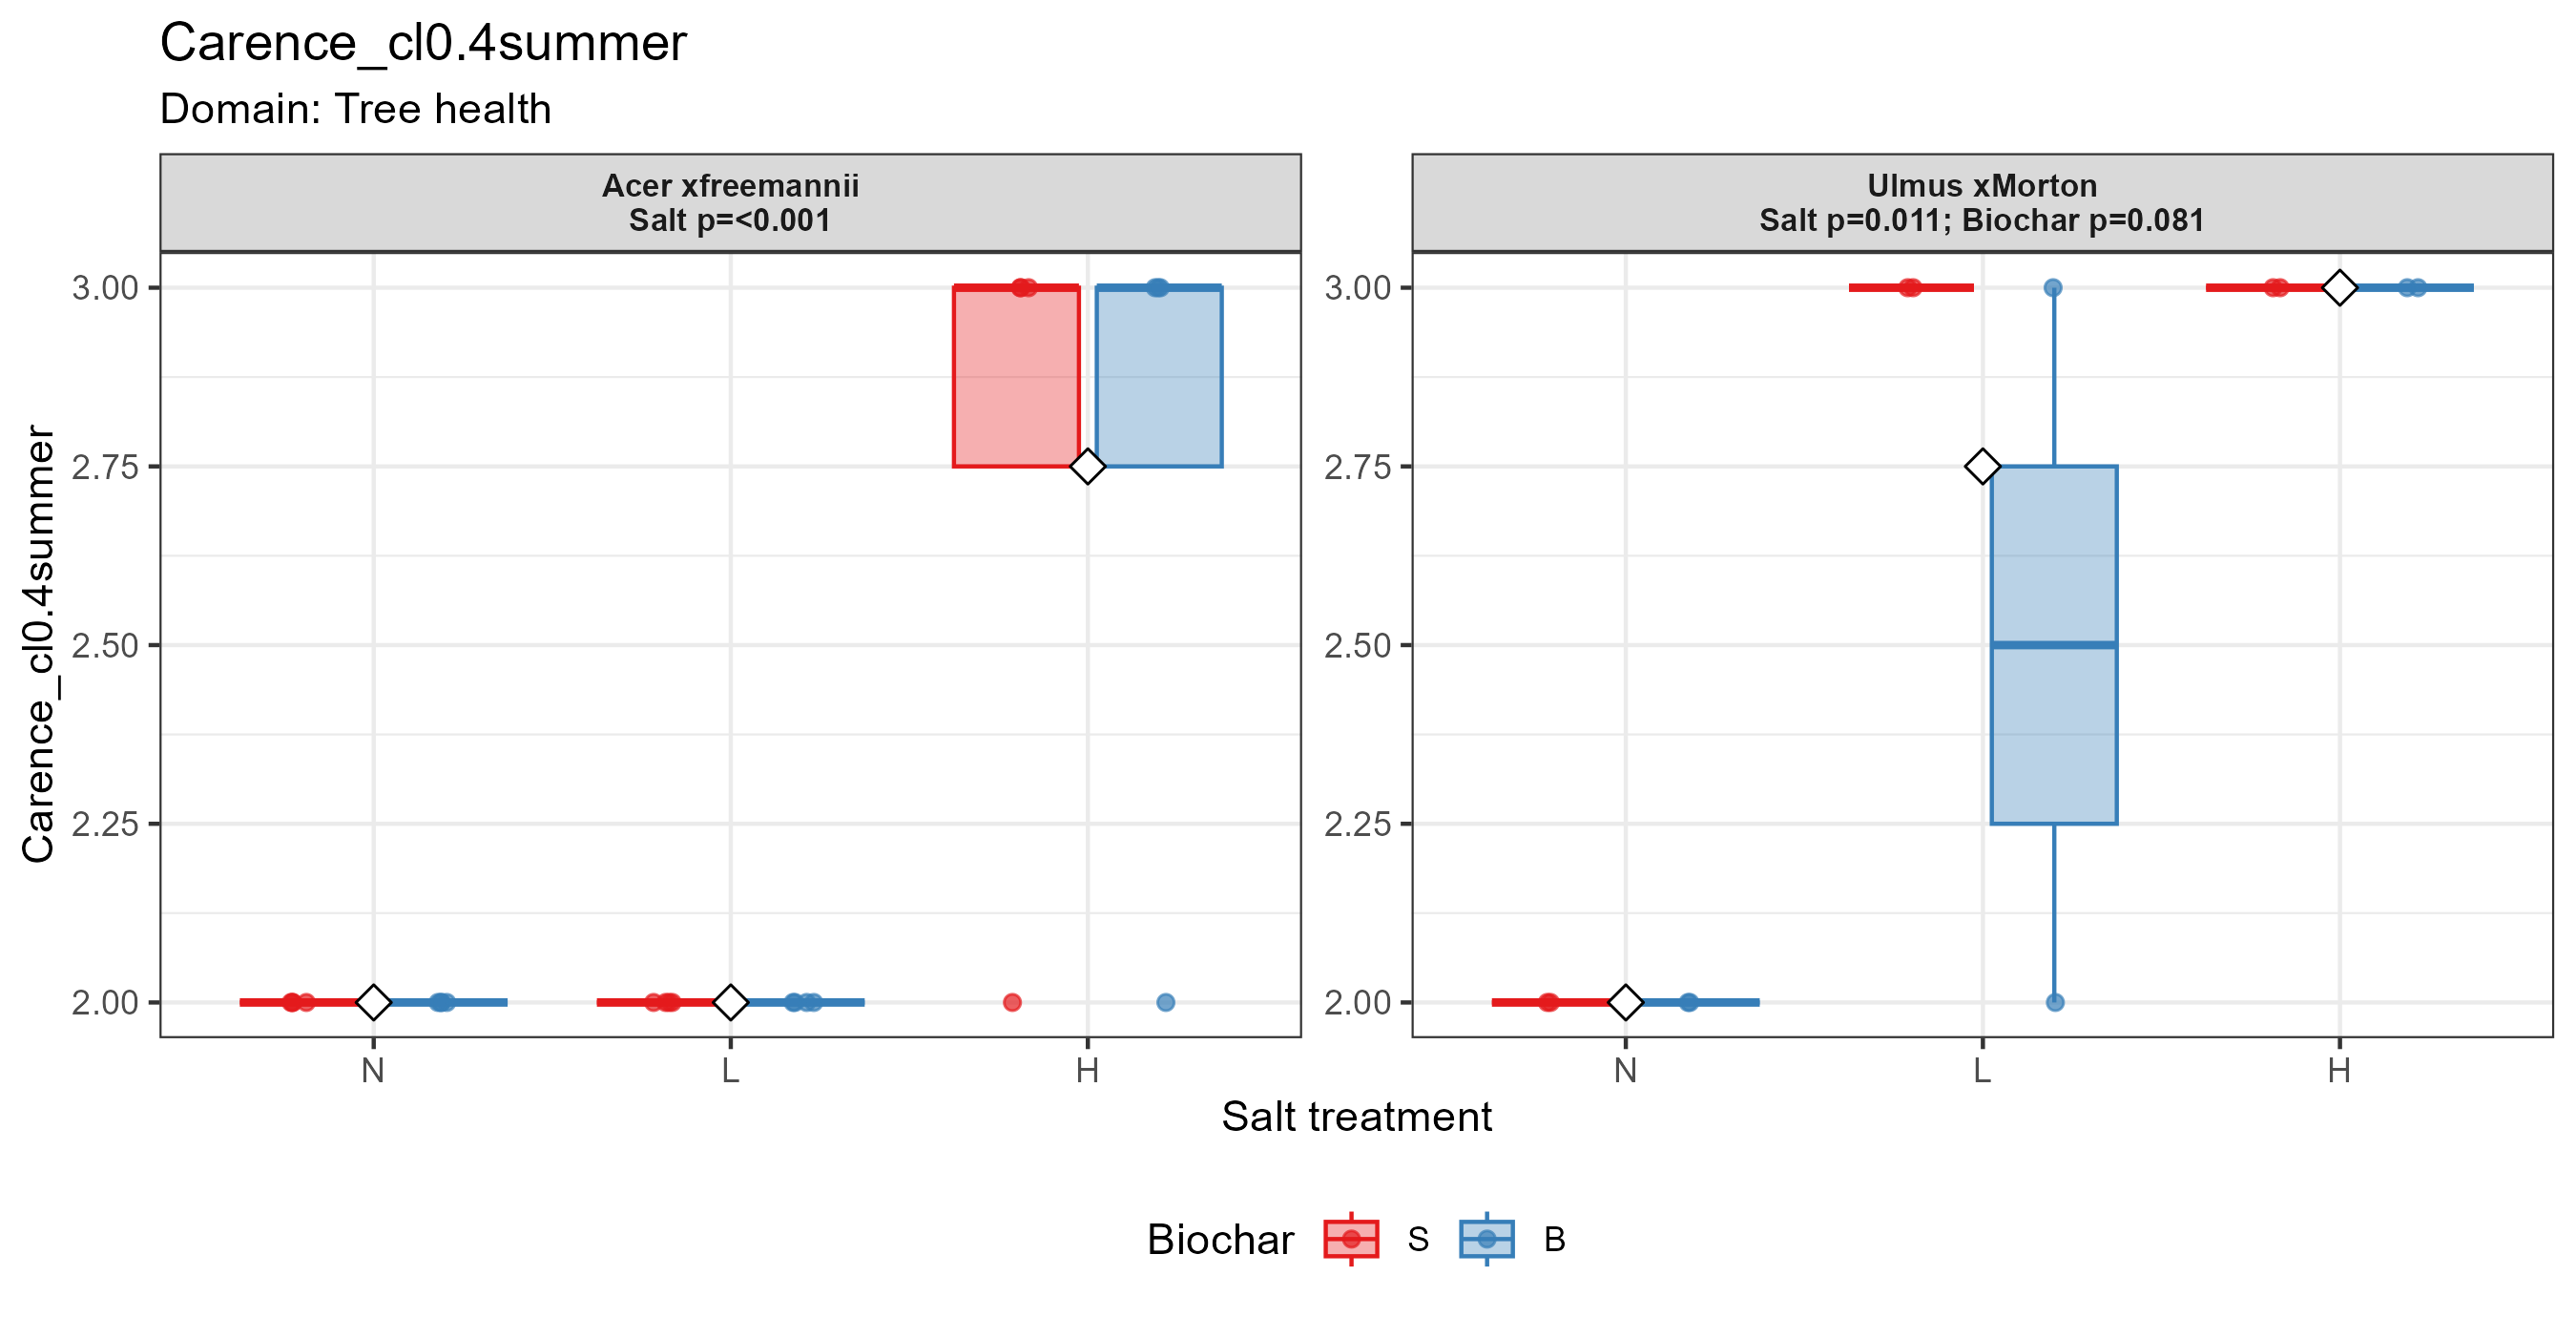 Carence_cl0.4summer
Domain: Tree health
Acer xfreemannii
Salt p=<0.001
Ulmus xMorton
Salt p=0.011; Biochar p=0.081
Carence_cl0.4summer
3.00
2.75
2.50
2.25
2.00
3.00
2.75
2.50
2.25
2.00
N
L
H
N
L
H
Salt treatment
Biochar
S
B